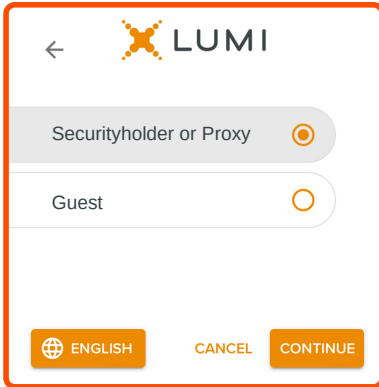 LUMI
Securityholder or Proxy
Guest
ENGLISH CANCEL CONTINUE